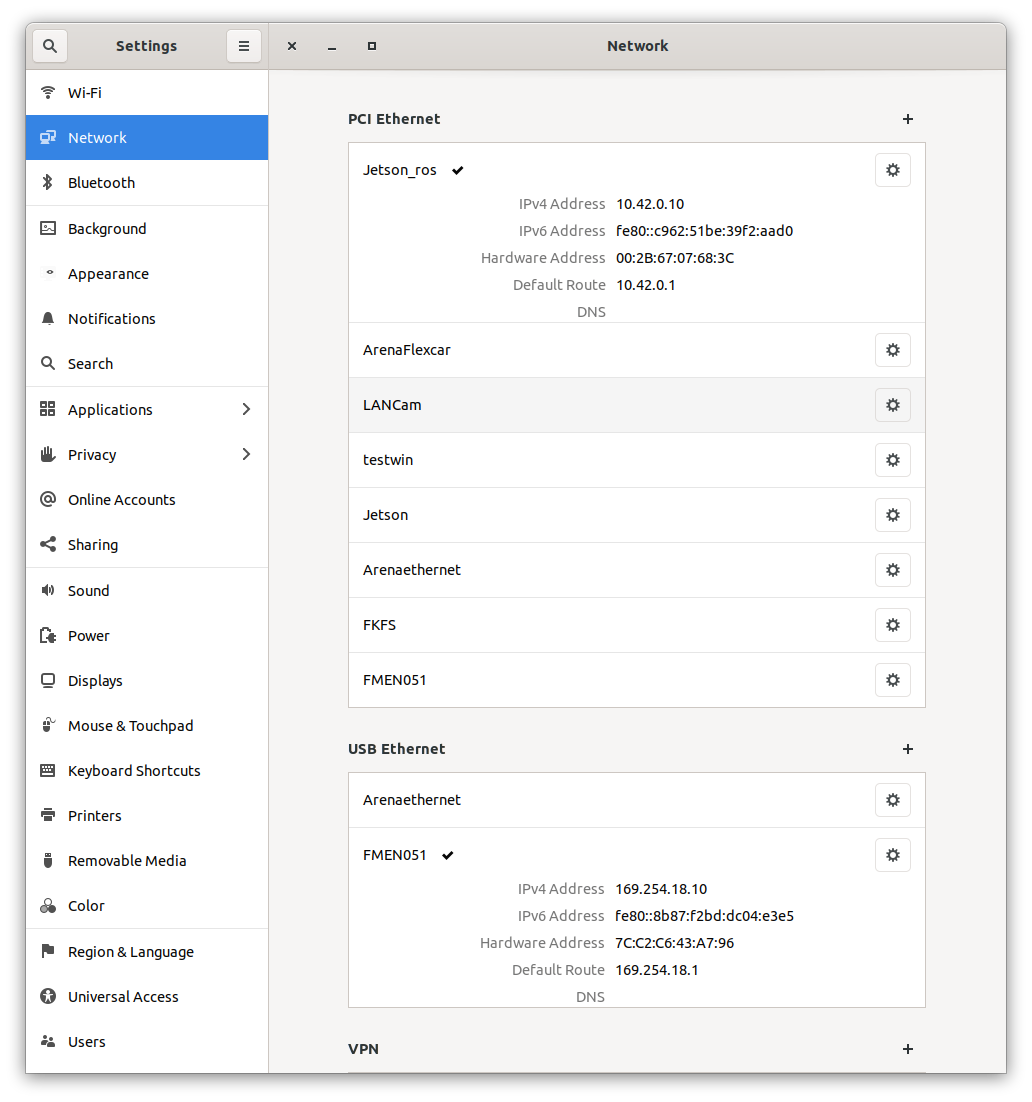 Settings
Network
Wi-Fi
Network
Bluetooth
Background
Appearance
Notifications
Search
Applications
Privacy
Online Accounts
Sharing
Sound
Power
Displays
Mouse & Touchpad
Keyboard Shortcuts
Printers
Removable Media
Color
Region & Language
Universal Access
Users
PCI Ethernet
Jetson_ros
IPv4 Address 10.42.0.10
IPv6 Address fe80::c962:51be:39f2:aad0
Hardware Address 00:2B:67:07:68:3C
Default Route 10.42.0.1
DNS
ArenaFlexcar
LANCam
testwin
Jetson
Arenaethernet
FKFS
FMEN051
USB Ethernet
Arenaethernet
FMEN051
IPv4 Address 169.254.18.10
IPv6 Address fe80::8b87:f2bd:dc04:e3e5
Hardware Address 7C:C2:C6:43:A7:96
Default Route 169.254.18.1
DNS
VPN